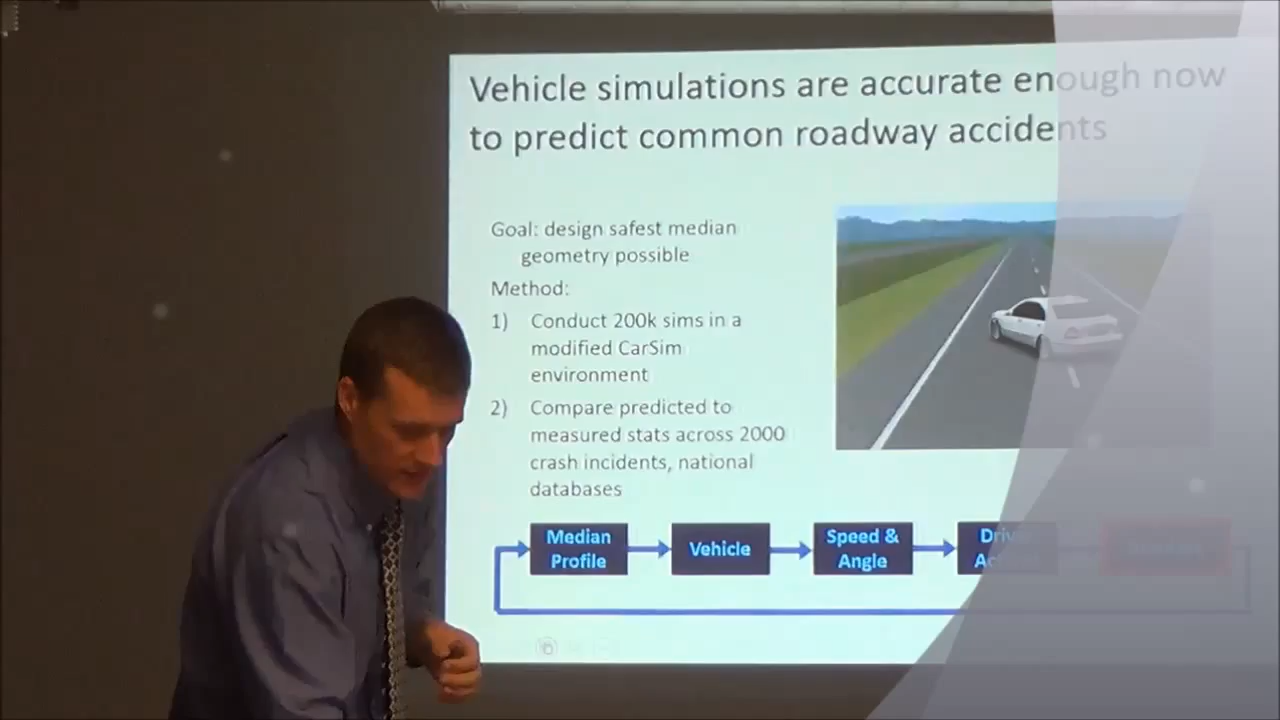 Vehicle simulations are accurate enough now
to predict common roadway accidents
Goal: design safest median
geometry possible
Method:
1) Conduct 200k sims in a
modified CarSim
environment
2) Compare predicted to
measured stats across 2000
crash incidents, national
databases
Median
Profile
Vehicle
Speed &
Angle